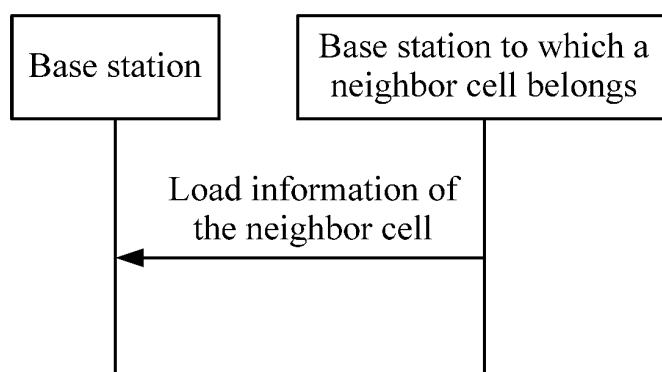 Base station
Base station to which a
neighbor cell belongs
Load information of
the neighbor cell